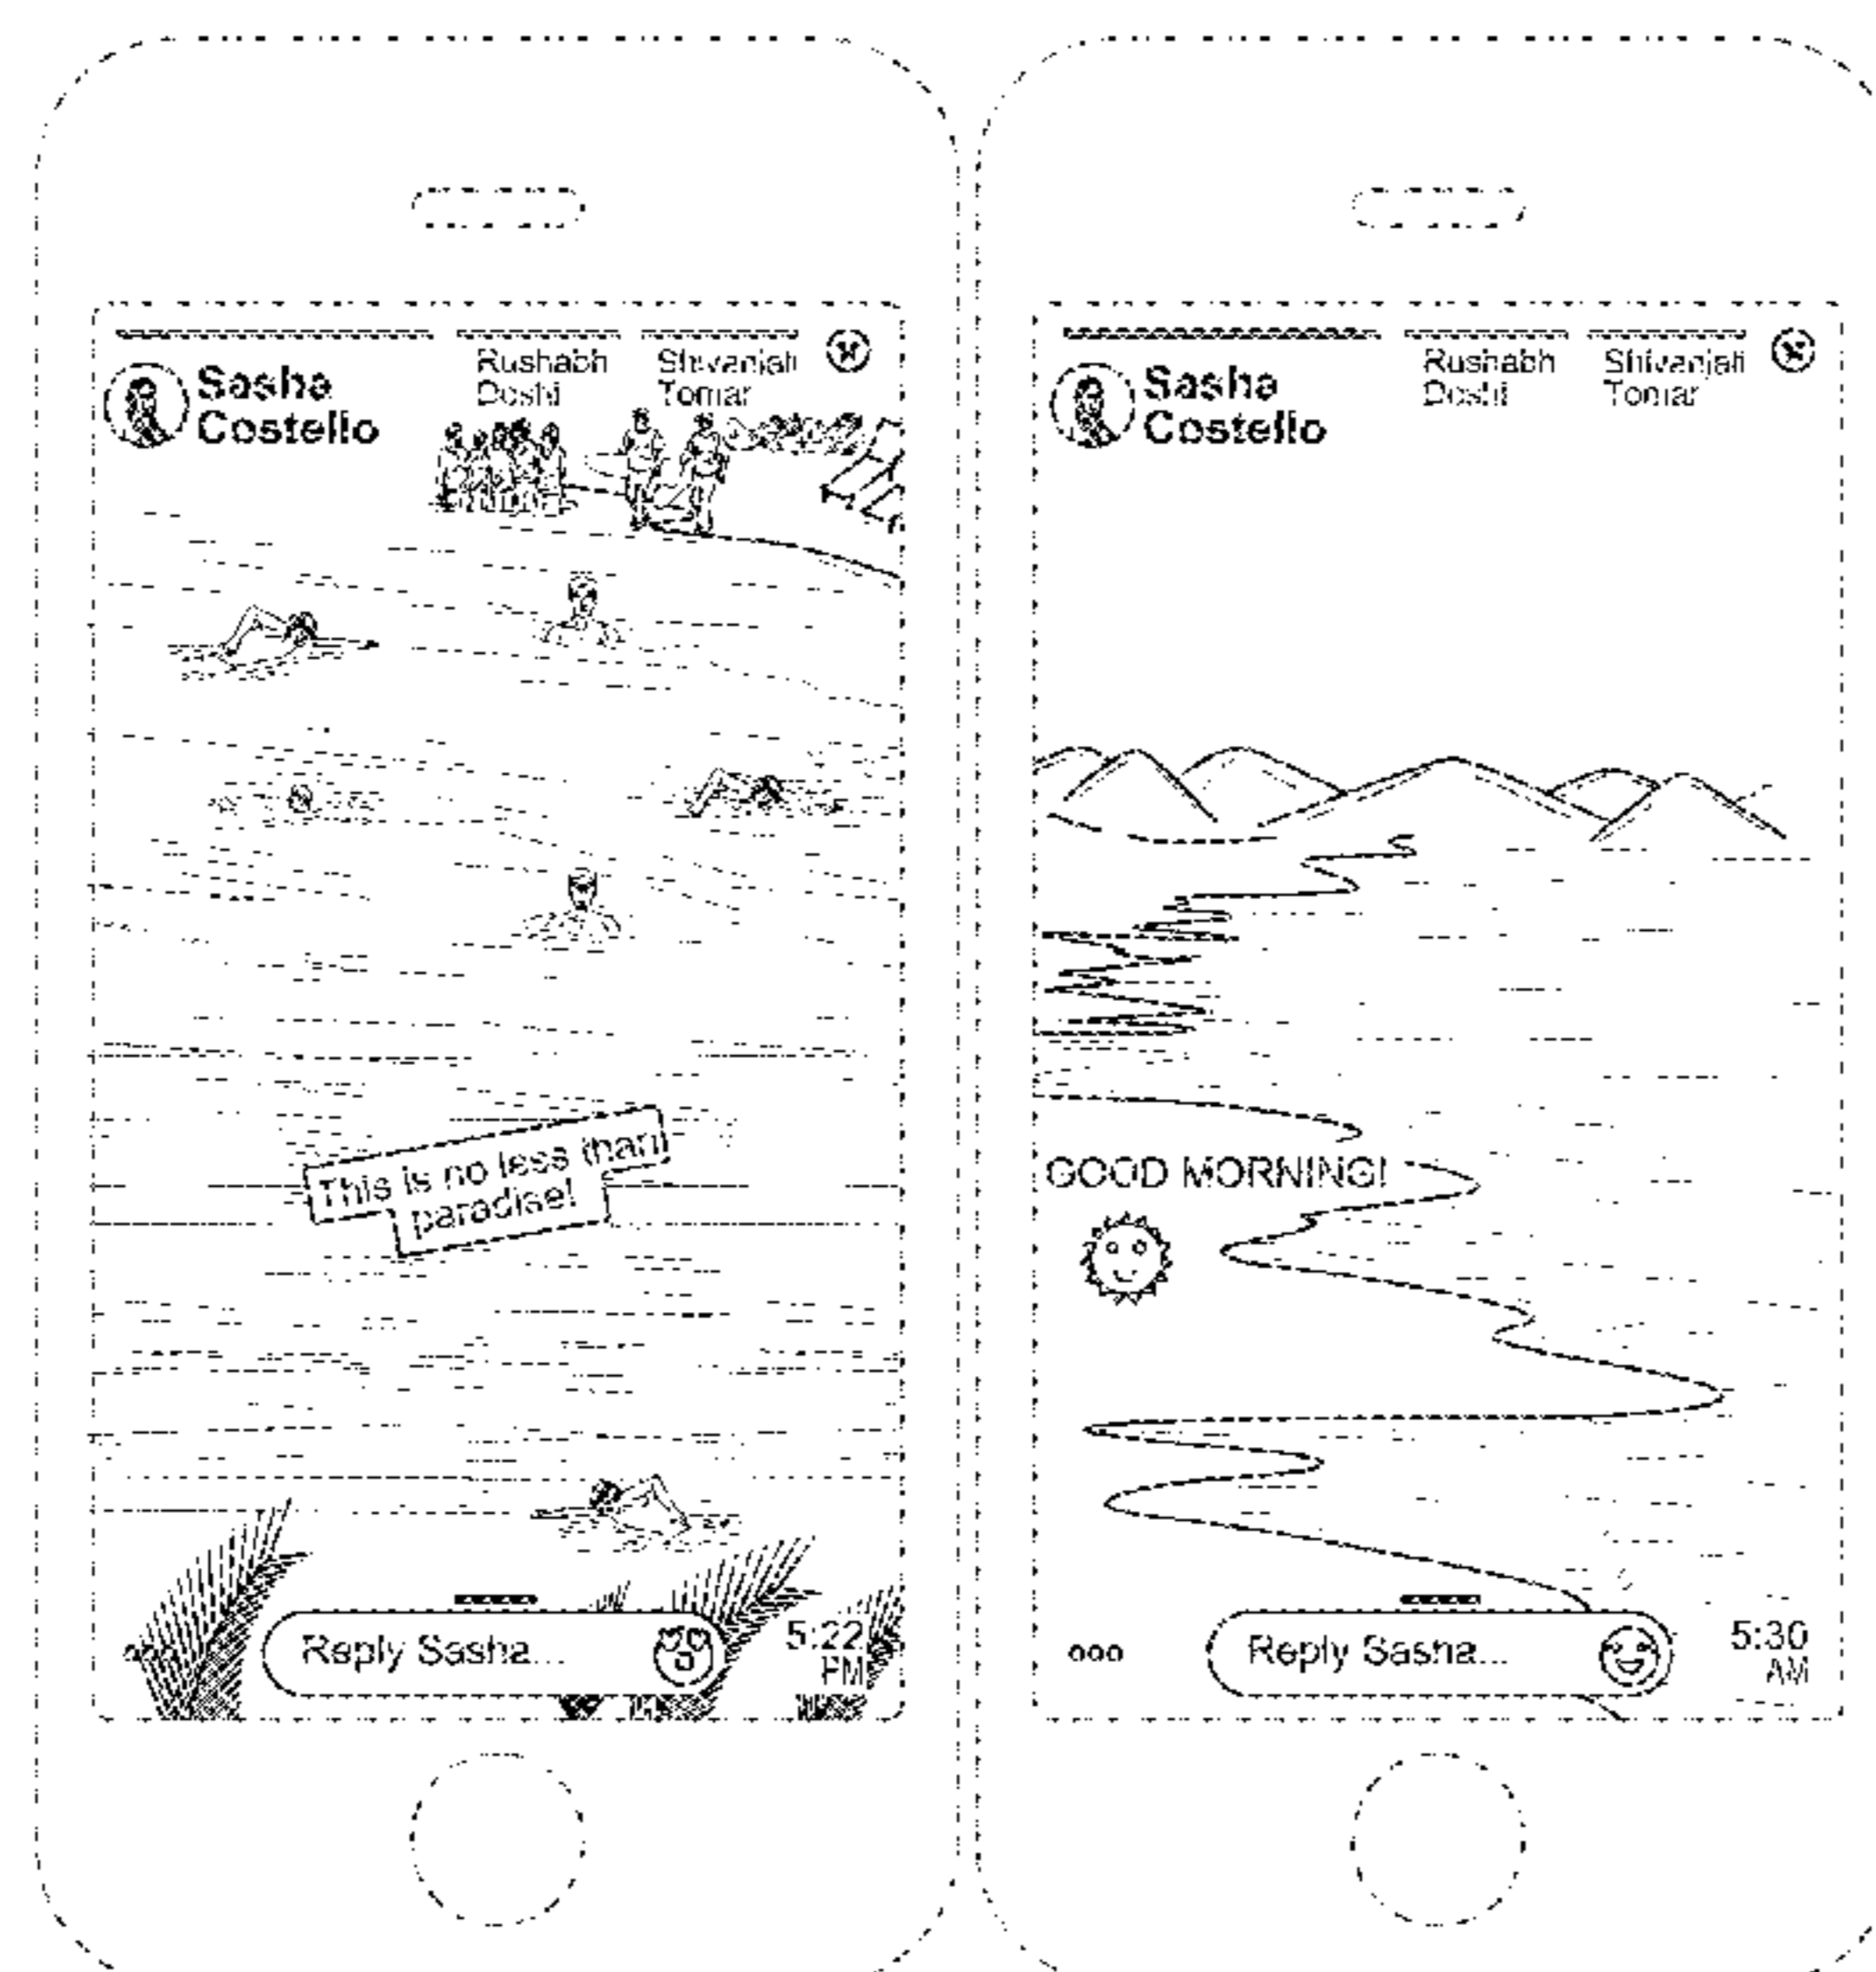 Sasha
Costello
Rushabh
Doshi
Shivanjali
Tomar
This is no less than
paradise!
Reply Sasha...
5:22
PM
Sasha
Costello
Rushabh
Doshi
Shivanjali
Tomar
GOOD MORNING!
ooo
Reply Sasha...
5:30
AM